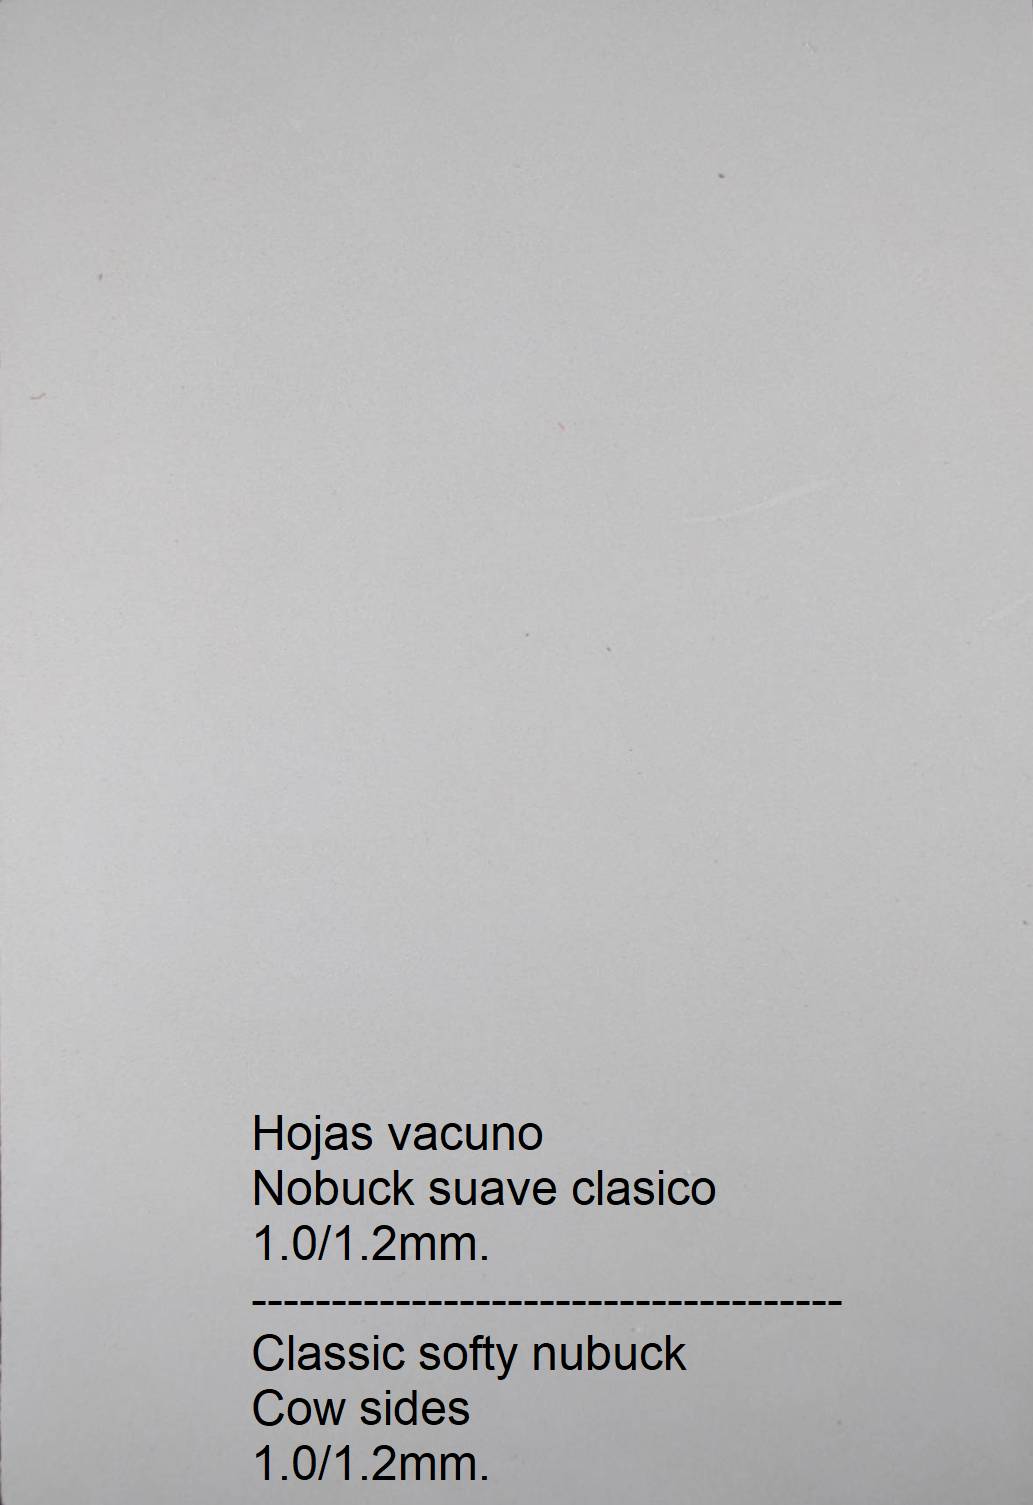 Hojas vacuno
Nobuck suave clasico
1.0/1.2mm.
-------------------------------------
Classic softy nubuck
Cow sides
1.0/1.2mm.